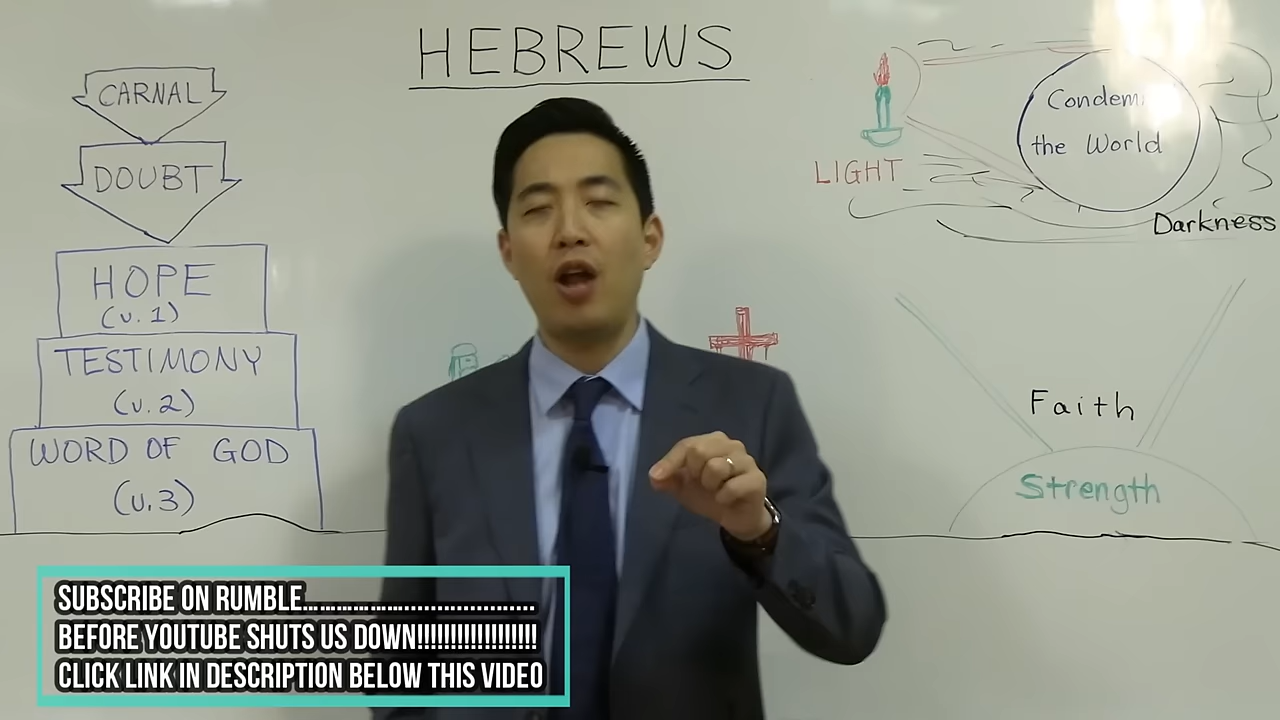 HEBREWS
CARNAL
DOUBT
HOPE
(v.1)
TESTIMONY
(v.2)
WORD OF GOD
(v.3)
LIGHT
Condem
the World
Darkness
Faith
Strength
SUBSCRIBE ON RUMBLE.......................................
BEFORE YOUTUBE SHUTS US DOWN!!!!!!!!!!!!!!!!!!
CLICK LINK IN DESCRIPTION BELOW THIS VIDEO